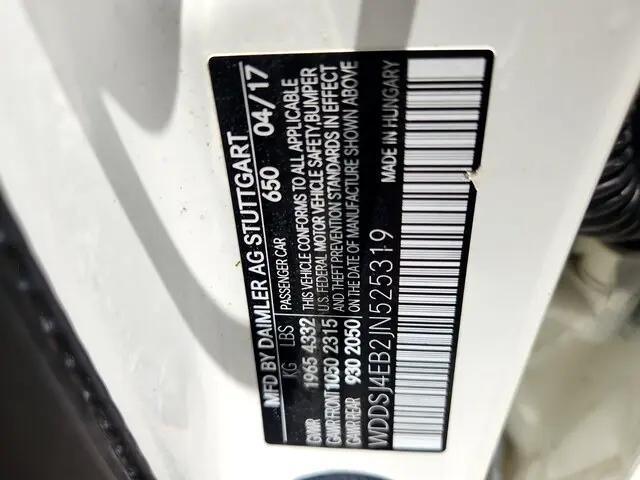 MFD BY DAIMLER AG STUTTGART
650 04/17
KG LBS PASSENGER CAR
GVWR 1965 4332 THIS VEHICLE CONFORMS TO ALL APPLICABLE
GAWR FRONT 1050 2315 U.S. FEDERAL MOTOR VEHICLE SAFETY, BUMPER
GAWR REAR 930 2050 AND THEFT PREVENTION STANDARDS IN EFFECT
ON THE DATE OF MANUFACTURE SHOWN ABOVE
MADE IN HUNGARY
WDDSJ4EB2JN525319